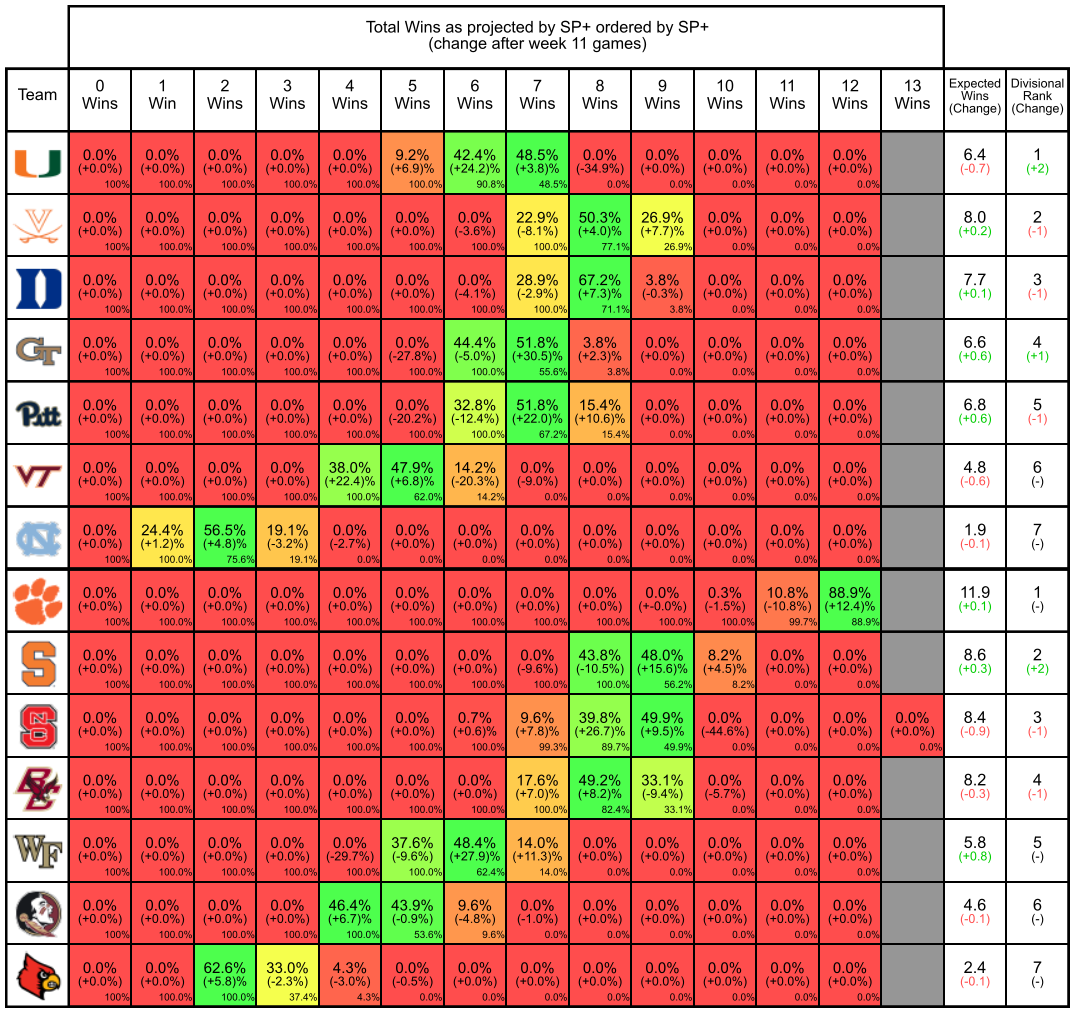 Total Wins as projected by SP+ ordered by SP+
(change after week 11 games)
Team 0 Wins 1 Win 2 Wins 3 Wins 4 Wins 5 Wins 6 Wins 7 Wins 8 Wins 9 Wins 10 Wins 11 Wins 12 Wins 13 Wins Expected Wins (Change) Divisional Rank (Change)
U 0.0% 0.0% 0.0% 0.0% 0.0% 9.2% 42.4% 48.5% 0.0% 0.0% 0.0% 0.0% 0.0% 6.4 1
(+0.0%) (+0.0%) (+0.0%) (+0.0%) (+0.0%) (+6.9)% (+24.2)% (+3.8)% (-34.9%) (+0.0%) (+0.0%) (+0.0%) (+0.0%) (-0.7) (+2)
100% 100.0% 100.0% 100.0% 100.0% 100.0% 90.8% 48.5% 0.0% 0.0% 0.0% 0.0% 0.0%
V 0.0% 0.0% 0.0% 0.0% 0.0% 0.0% 0.0% 22.9% 50.3% 26.9% 0.0% 0.0% 0.0% 8.0 2
(+0.0%) (+0.0%) (+0.0%) (+0.0%) (+0.0%) (+0.0%) (-3.6%) (-8.1%) (+4.0)% (+7.7)% (+0.0%) (+0.0%) (+0.0%) (+0.2) (-1)
100% 100.0% 100.0% 100.0% 100.0% 100.0% 100.0% 100.0% 77.1% 26.9% 0.0% 0.0% 0.0%
D 0.0% 0.0% 0.0% 0.0% 0.0% 0.0% 0.0% 28.9% 67.2% 3.8% 0.0% 0.0% 0.0% 7.7 3
(+0.0%) (+0.0%) (+0.0%) (+0.0%) (+0.0%) (+0.0%) (-4.1%) (-2.9%) (+7.3)% (-0.3%) (+0.0%) (+0.0%) (+0.0%) (+0.1) (-1)
100% 100.0% 100.0% 100.0% 100.0% 100.0% 100.0% 100.0% 71.1% 3.8% 0.0% 0.0% 0.0%
GT 0.0% 0.0% 0.0% 0.0% 0.0% 0.0% 44.4% 51.8% 3.8% 0.0% 0.0% 0.0% 0.0% 6.6 4
(+0.0%) (+0.0%) (+0.0%) (+0.0%) (+0.0%) (-27.8%) (-5.0%) (+30.5)% (+2.3)% (+0.0%) (+0.0%) (+0.0%) (+0.0%) (+0.6) (+1)
100% 100.0% 100.0% 100.0% 100.0% 100.0% 100.0% 55.6% 3.8% 0.0% 0.0% 0.0% 0.0%
Pitt 0.0% 0.0% 0.0% 0.0% 0.0% 0.0% 32.8% 51.8% 15.4% 0.0% 0.0% 0.0% 0.0% 6.8 5
(+0.0%) (+0.0%) (+0.0%) (+0.0%) (+0.0%) (-20.2%) (-12.4%) (+22.0)% (+10.6)% (+0.0%) (+0.0%) (+0.0%) (+0.0%) (+0.6) (-1)
100% 100.0% 100.0% 100.0% 100.0% 100.0% 100.0% 67.2% 15.4% 0.0% 0.0% 0.0% 0.0%
VT 0.0% 0.0% 0.0% 0.0% 38.0% 47.9% 14.2% 0.0% 0.0% 0.0% 0.0% 0.0% 0.0% 4.8 6
(+0.0%) (+0.0%) (+0.0%) (+0.0%) (+22.4)% (+6.8)% (-20.3%) (-9.0%) (+0.0%) (+0.0%) (+0.0%) (+0.0%) (+0.0%) (-0.6) (-)
100% 100.0% 100.0% 100.0% 100.0% 62.0% 14.2% 0.0% 0.0% 0.0% 0.0% 0.0% 0.0%
NC 0.0% 24.4% 56.5% 19.1% 0.0% 0.0% 0.0% 0.0% 0.0% 0.0% 0.0% 0.0% 0.0% 1.9 7
(+0.0%) (+1.2)% (+4.8)% (-3.2%) (-2.7%) (+0.0%) (+0.0%) (+0.0%) (+0.0%) (+0.0%) (+0.0%) (+0.0%) (+0.0%) (-0.1) (-)
100% 100.0% 75.6% 19.1% 0.0% 0.0% 0.0% 0.0% 0.0% 0.0% 0.0% 0.0% 0.0%
0.0% 0.0% 0.0% 0.0% 0.0% 0.0% 0.0% 0.0% 0.0% 0.0% 0.3% 10.8% 88.9% 11.9 1
(+0.0%) (+0.0%) (+0.0%) (+0.0%) (+0.0%) (+0.0%) (+0.0%) (+0.0%) (+0.0%) (+-0.0%) (-1.5%) (-10.8%) (+12.4)% (+0.1) (-)
100% 100.0% 100.0% 100.0% 100.0% 100.0% 100.0% 100.0% 100.0% 100.0% 100.0% 99.7% 88.9%
S 0.0% 0.0% 0.0% 0.0% 0.0% 0.0% 0.0% 0.0% 43.8% 48.0% 8.2% 0.0% 0.0% 8.6 2
(+0.0%) (+0.0%) (+0.0%) (+0.0%) (+0.0%) (+0.0%) (+0.0%) (-9.6%) (-10.5%) (+15.6)% (+4.5)% (+0.0%) (+0.0%) (+0.3) (+2)
100% 100.0% 100.0% 100.0% 100.0% 100.0% 100.0% 100.0% 100.0% 56.2% 8.2% 0.0% 0.0%
NCS 0.0% 0.0% 0.0% 0.0% 0.0% 0.0% 0.7% 9.6% 39.8% 49.9% 0.0% 0.0% 0.0% 0.0% 8.4 3
(+0.0%) (+0.0%) (+0.0%) (+0.0%) (+0.0%) (+0.0%) (+0.6)% (+7.8)% (+26.7)% (+9.5)% (-44.6%) (+0.0%) (+0.0%) (+0.0%) (-0.9) (-1)
100% 100.0% 100.0% 100.0% 100.0% 100.0% 100.0% 99.3% 89.7% 49.9% 0.0% 0.0% 0.0% 0.0%
BC 0.0% 0.0% 0.0% 0.0% 0.0% 0.0% 0.0% 17.6% 49.2% 33.1% 0.0% 0.0% 0.0% 8.2 4
(+0.0%) (+0.0%) (+0.0%) (+0.0%) (+0.0%) (+0.0%) (+0.0%) (+7.0)% (+8.2)% (-9.4%) (-5.7%) (+0.0%) (+0.0%) (-0.3) (-1)
100% 100.0% 100.0% 100.0% 100.0% 100.0% 100.0% 100.0% 82.4% 33.1% 0.0% 0.0% 0.0%
WF 0.0% 0.0% 0.0% 0.0% 0.0% 37.6% 48.4% 14.0% 0.0% 0.0% 0.0% 0.0% 0.0% 5.8 5
(+0.0%) (+0.0%) (+0.0%) (+0.0%) (-29.7%) (-9.6%) (+27.9)% (+11.3)% (+0.0%) (+0.0%) (+0.0%) (+0.0%) (+0.0%) (+0.8) (-)
100% 100.0% 100.0% 100.0% 100.0% 100.0% 62.4% 14.0% 0.0% 0.0% 0.0% 0.0% 0.0%
0.0% 0.0% 0.0% 0.0% 46.4% 43.9% 9.6% 0.0% 0.0% 0.0% 0.0% 0.0% 0.0% 4.6 6
(+0.0%) (+0.0%) (+0.0%) (+0.0%) (+6.7)% (-0.9%) (-4.8%) (-1.0%) (+0.0%) (+0.0%) (+0.0%) (+0.0%) (+0.0%) (-0.1) (-)
100% 100.0% 100.0% 100.0% 100.0% 53.6% 9.6% 0.0% 0.0% 0.0% 0.0% 0.0% 0.0%
0.0% 0.0% 62.6% 33.0% 4.3% 0.0% 0.0% 0.0% 0.0% 0.0% 0.0% 0.0% 0.0% 2.4 7
(+0.0%) (+0.0%) (+5.8)% (-2.3%) (-3.0%) (-0.5%) (+0.0%) (+0.0%) (+0.0%) (+0.0%) (+0.0%) (+0.0%) (+0.0%) (-0.1) (-)
100% 100.0% 100.0% 37.4% 4.3% 0.0% 0.0% 0.0% 0.0% 0.0% 0.0% 0.0% 0.0%